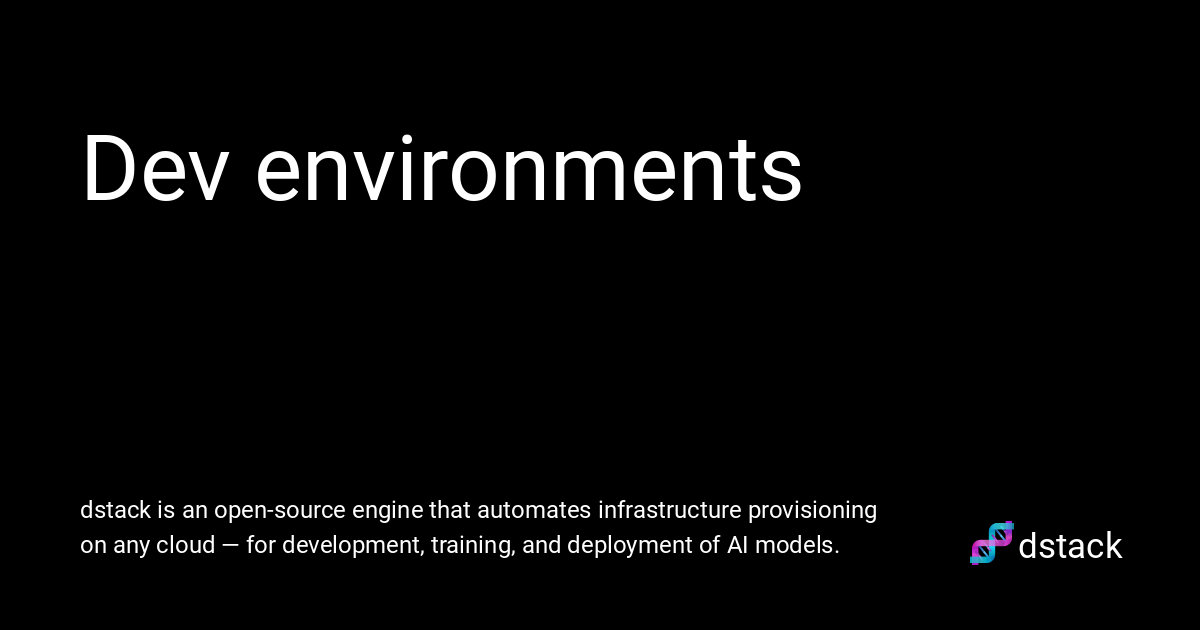 Dev environments
dstack is an open-source engine that automates infrastructure provisioning
on any cloud — for development, training, and deployment of AI models.
dstack